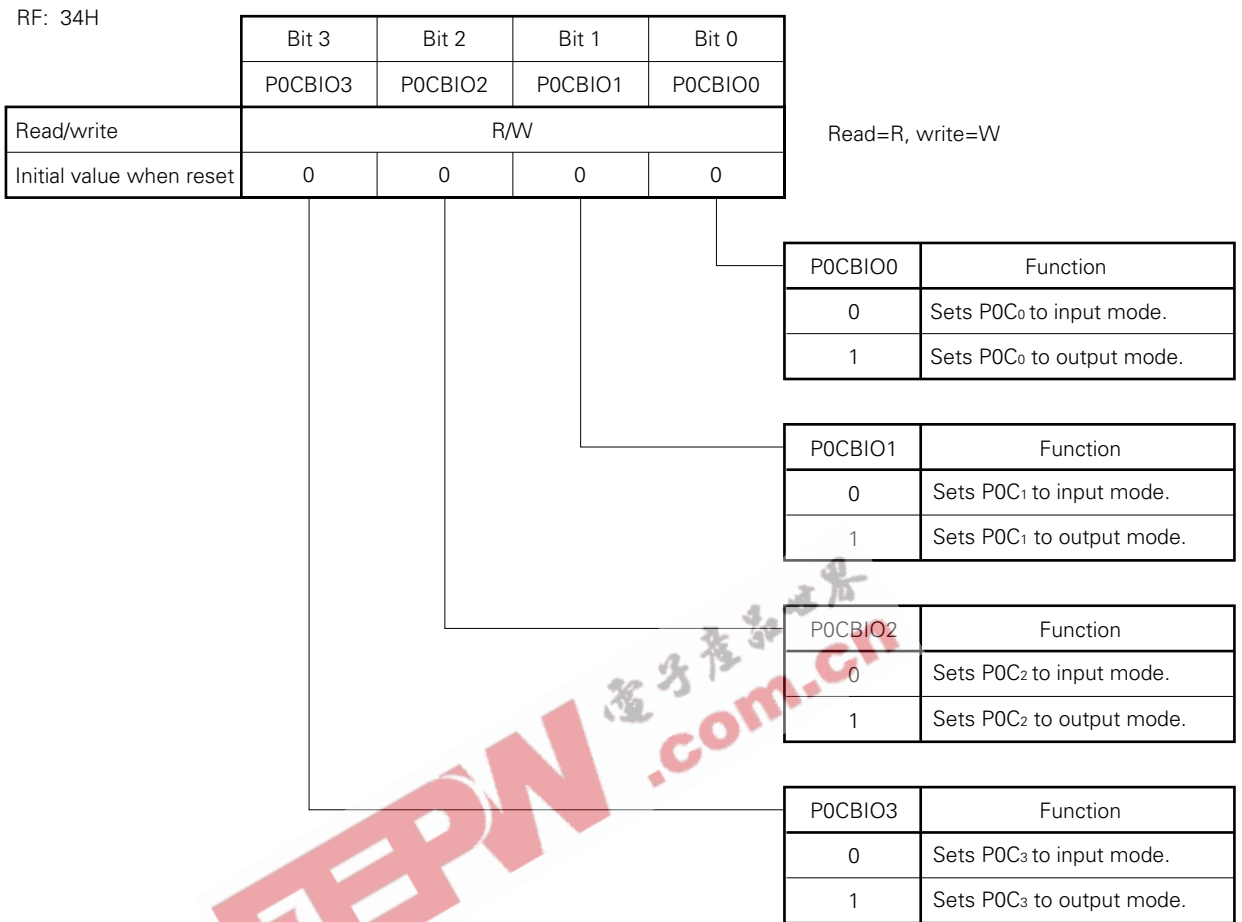 RF: 34H
Bit 3 Bit 2 Bit 1 Bit 0
P0CBIO3 P0CBIO2 P0CBIO1 P0CBIO0
Read/write R/W Read=R, write=W
Initial value when reset 0 0 0 0
P0CBIO0 Function
0 Sets P0C₀ to input mode.
1 Sets P0C₀ to output mode.
P0CBIO1 Function
0 Sets P0C₁ to input mode.
1 Sets P0C₁ to output mode.
P0CBIO2 Function
0 Sets P0C₂ to input mode.
1 Sets P0C₂ to output mode.
P0CBIO3 Function
0 Sets P0C₃ to input mode.
1 Sets P0C₃ to output mode.
電子產品世界
.com.cn